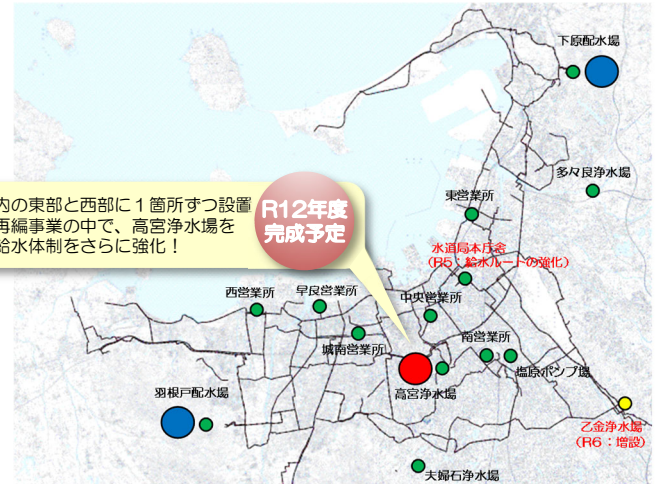 下原配水場
多々良浄水場
内の東部と西部に１箇所ずつ設置
再編事業の中で、高宮浄水場を
給水体制をさらに強化！
R12年度
完成予定
東営業所
水道局本庁舎
（R5：給水ルートの強化）
西営業所
早良営業所
中央営業所
城南営業所
南営業所
塩原ポンプ場
羽根戸配水場
高宮浄水場
乙金浄水場
（R6：増設）
夫婦石浄水場